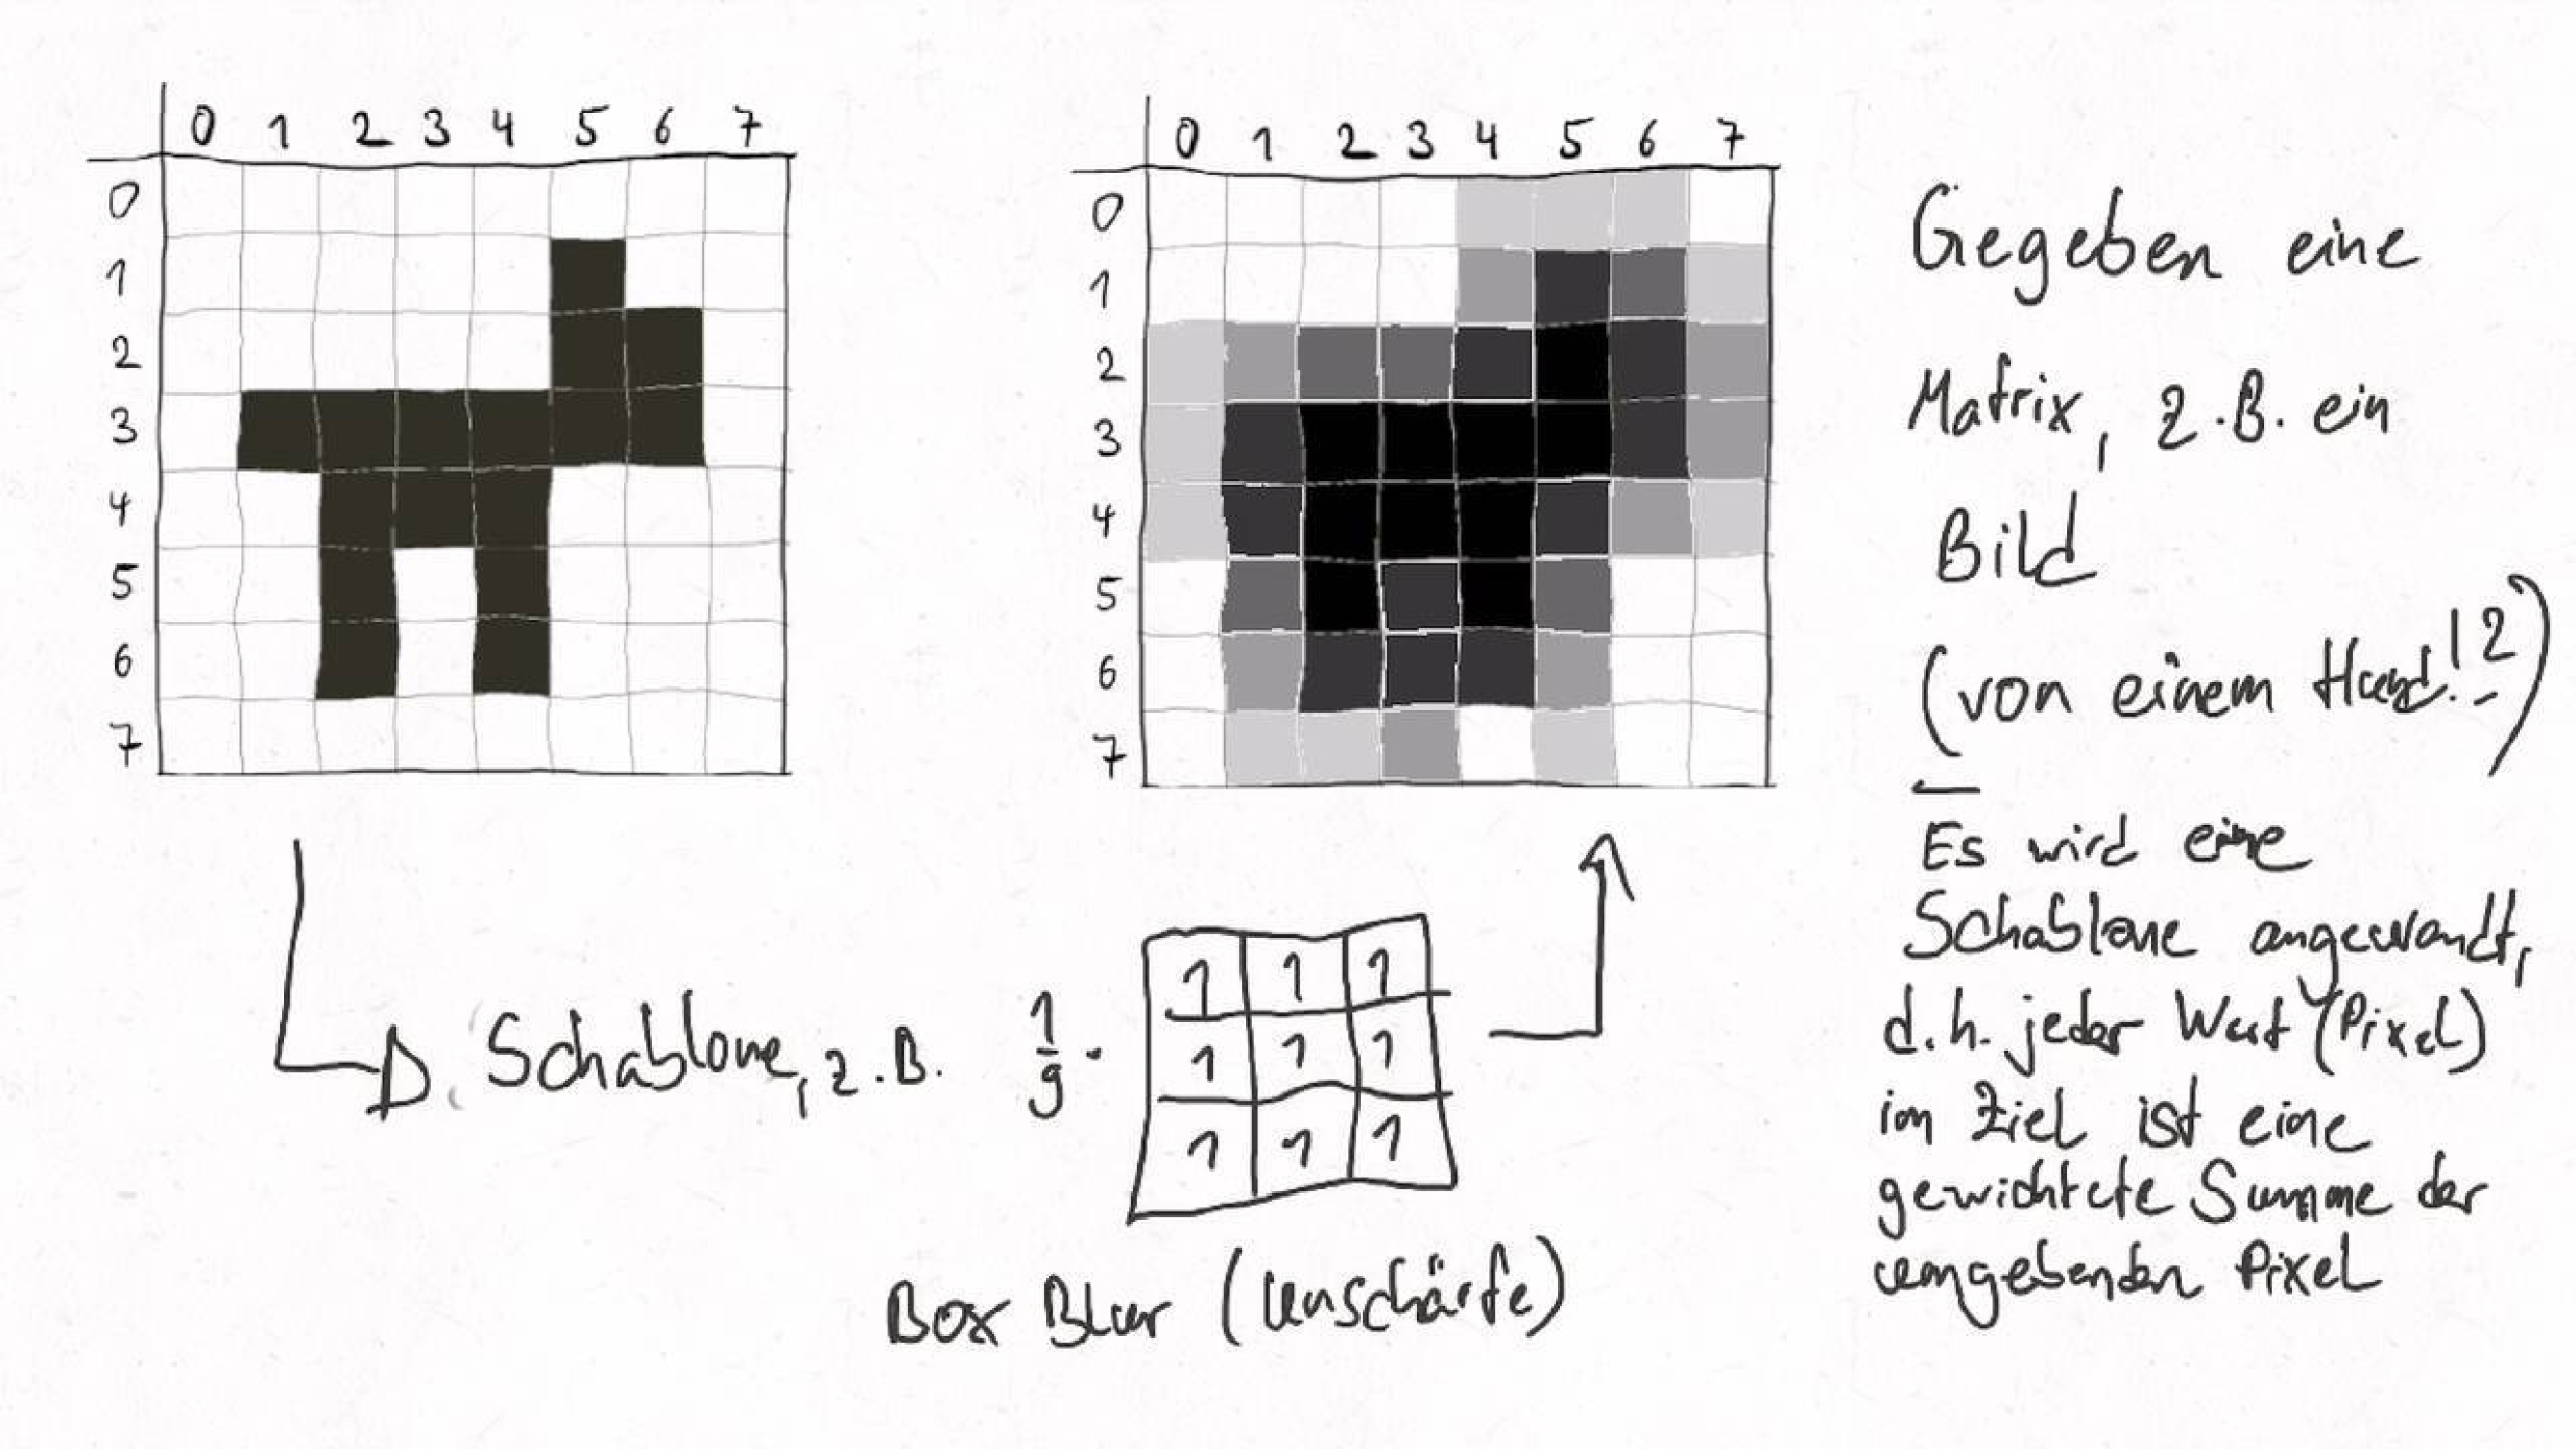 0 1 2 3 4 5 6 7
0
1
2
3
4
5
6
7
0 1 2 3 4 5 6 7
0
1
2
3
4
5
6
7
Gegeben eine
Matrix, z.B. ein
Bild
(von einem Hund!?)
Es wird eine
Schablone angewandt,
d.h. jeder Wert (Pixel)
im Ziel ist eine
gewichtete Summe der
umgebenden Pixel
Schablone, z.B. 1/9 ·
1 1 1
1 1 1
1 1 1
Box Blur (Unschärfe)